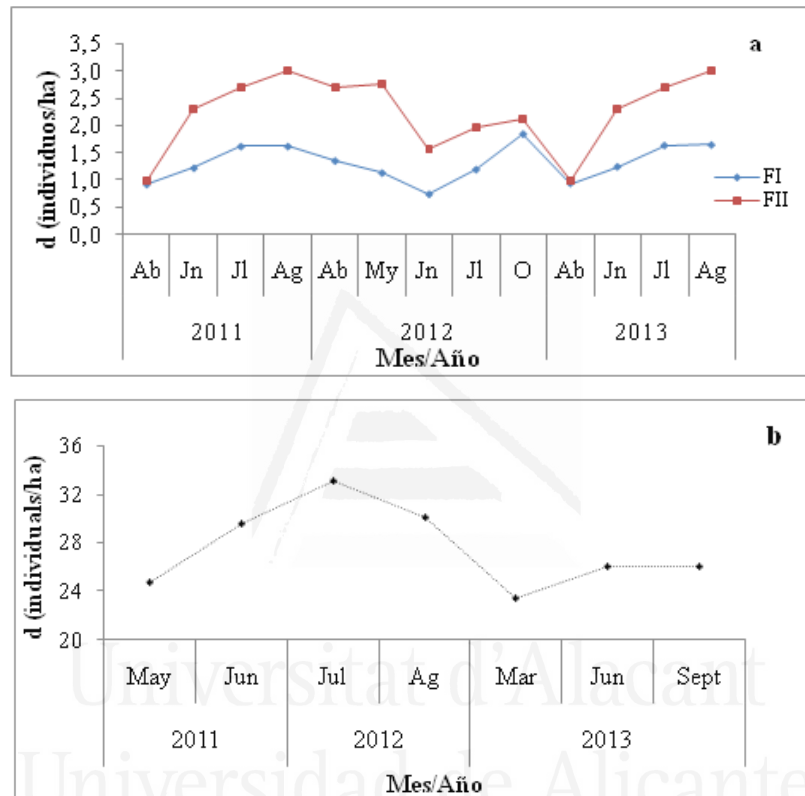 a
3,5
3,0
2,5
2,0
1,5
1,0
0,5
0,0
d (individuos/ha)
FI
FII
Ab Jn Jl Ag Ab My Jn Jl O Ab Jn Jl Ag
2011 2012 2013
Mes/Año
b
36
32
28
24
20
d (individuals/ha)
May Jun Jul Ag Mar Jun Sept
2011 2012 2013
Mes/Año
Universitat d'Alacant
Universidad de Alicante